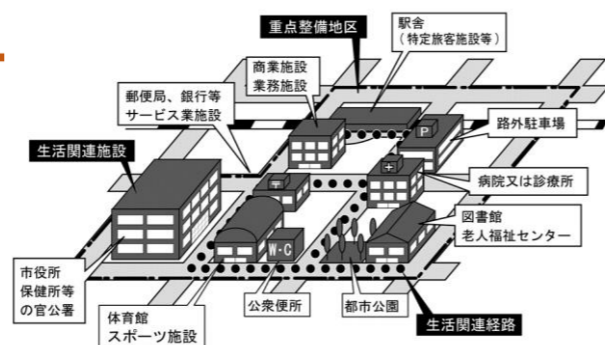 重点整備地区
駅舎
（特定旅客施設等）
商業施設
業務施設
郵便局、銀行等
サービス業施設
路外駐車場
P
生活関連施設
病院又は診療所
図書館
老人福祉センター
W-C
市役所
保健所等
の官公署
体育館
スポーツ施設
公衆便所
都市公園
生活関連経路